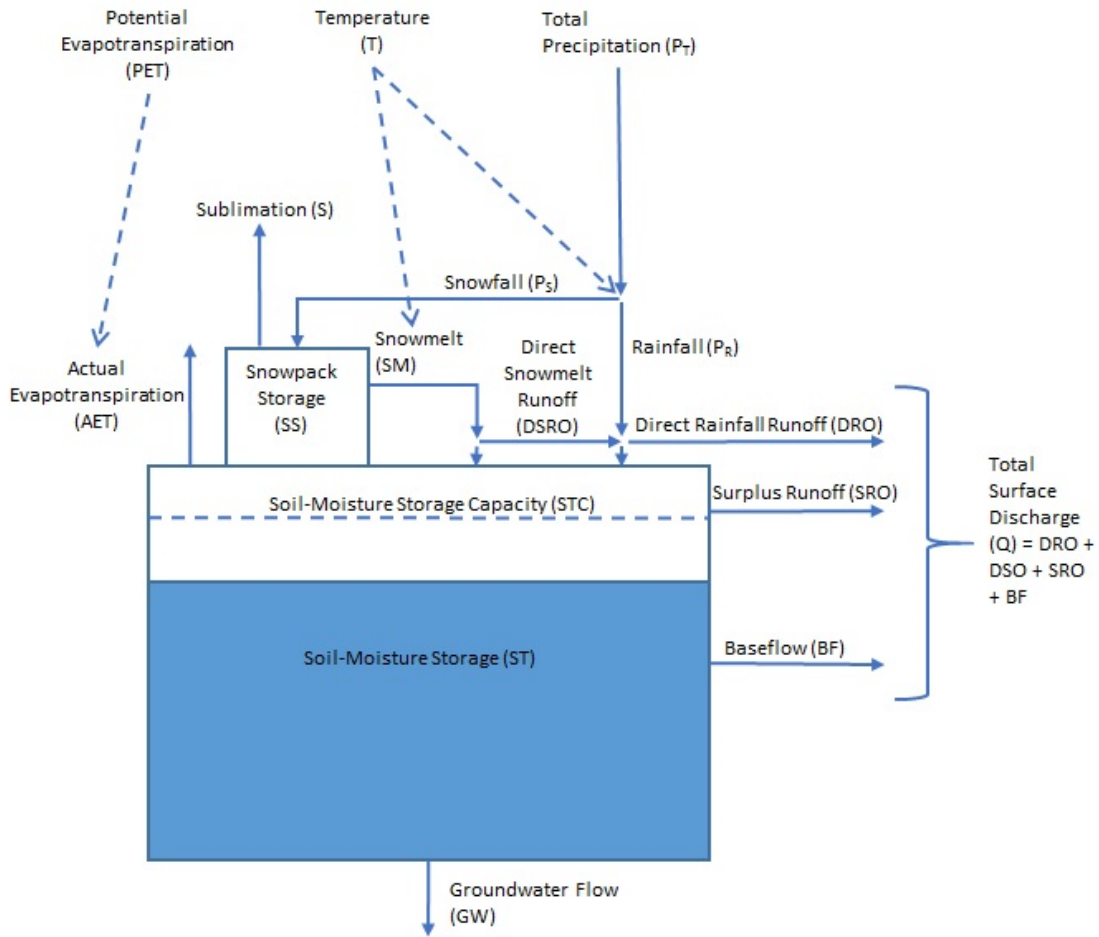 Potential
Evapotranspiration
(PET)
Temperature
(T)
Total
Precipitation (PT)
Sublimation (S)
Snowfall (PS)
Snowmelt
(SM)
Direct
Snowmelt
Runoff
(DSRO)
Rainfall (PR)
Actual
Evapotranspiration
(AET)
Snowpack
Storage
(SS)
Direct Rainfall Runoff (DRO)
Soil-Moisture Storage Capacity (STC)
Surplus Runoff (SRO)
Total
Surface
Discharge
(Q) = DRO +
DSO + SRO
+ BF
Soil-Moisture Storage (ST)
Baseflow (BF)
Groundwater Flow
(GW)